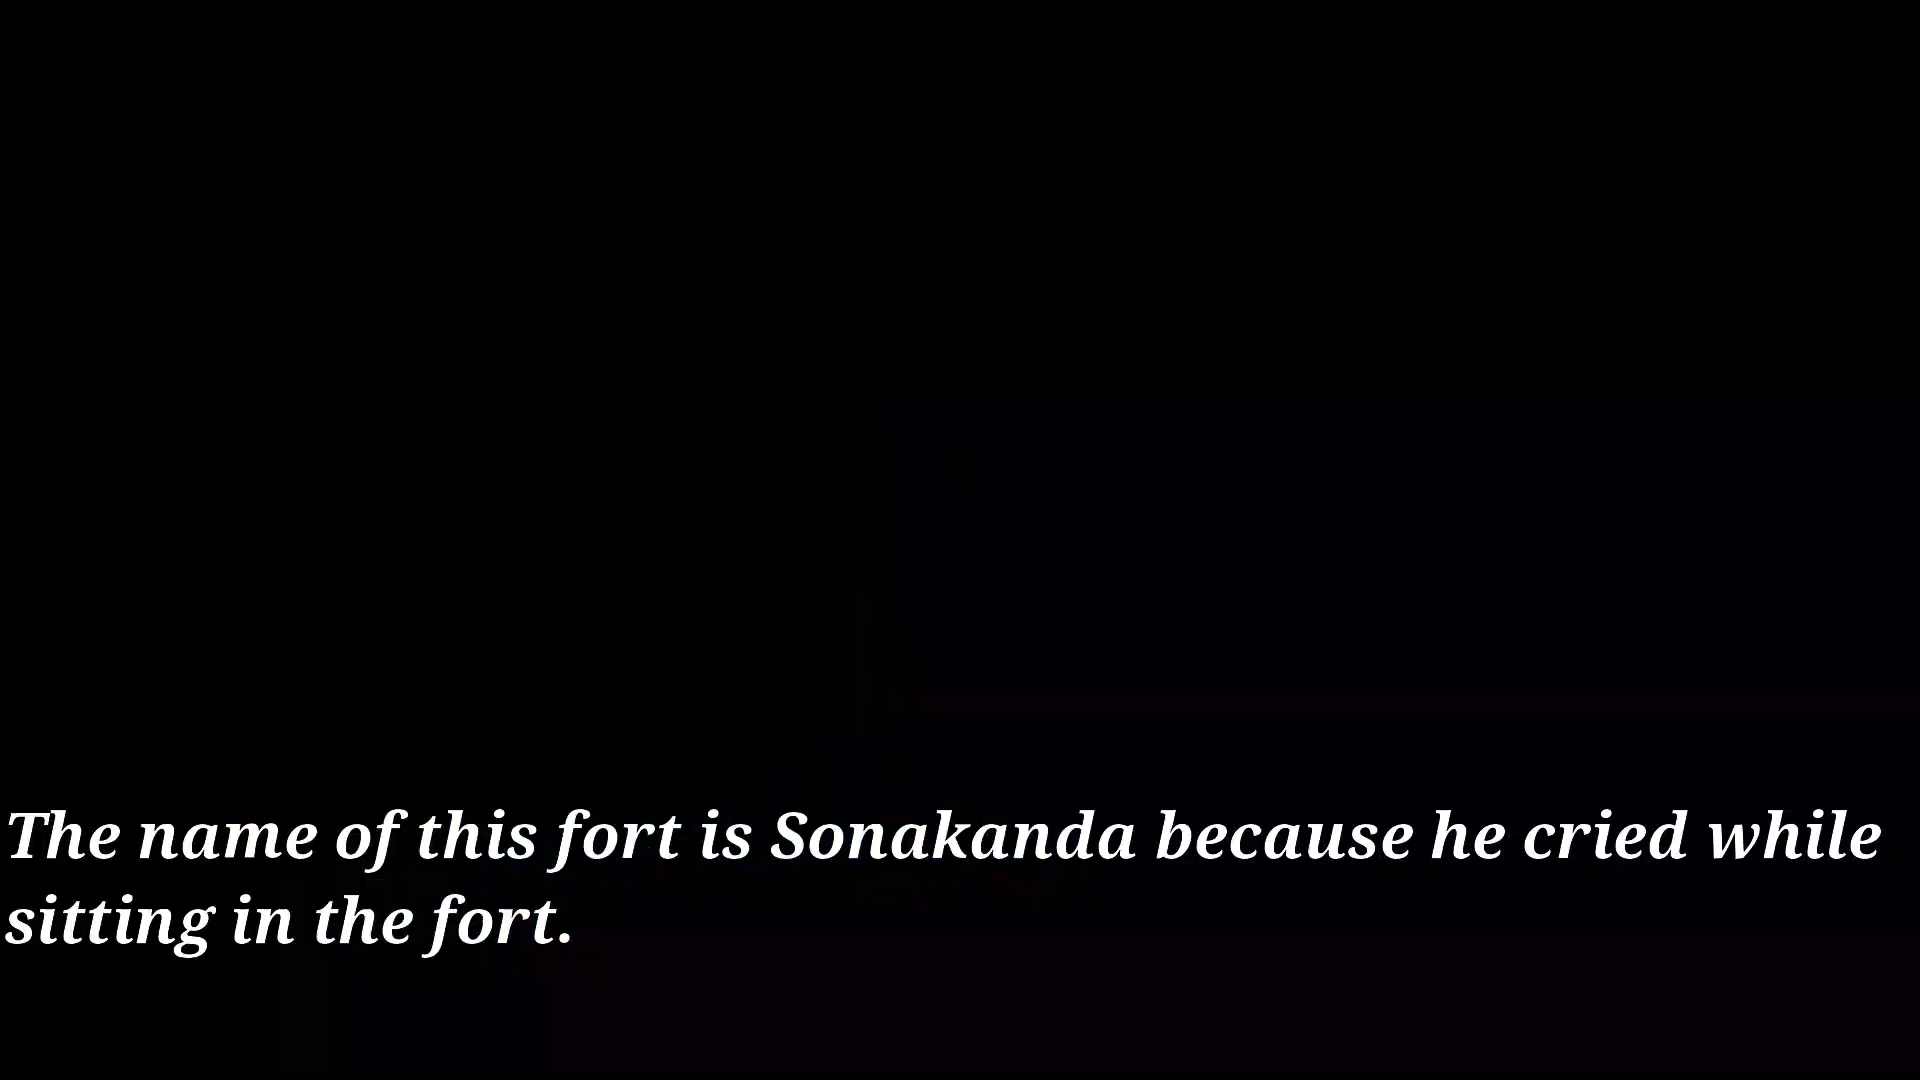 The name of this fort is Sonakanda because he cried while
sitting in the fort.